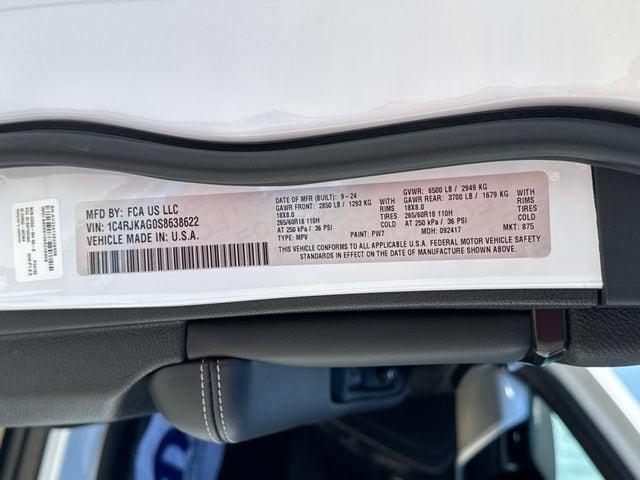 MFD BY: FCA US LLC
VIN: 1C4RJKAG0S8638622
VEHICLE MADE IN U.S.A.
DATE OF MFR (MFG) 9-24
GAWR FRONT: 2850 LB / 1293 KG
18X8.0
265/60R18 110H
AT 250 kPa / 36 PSI
TYPE: MPV
WITH
RIMS
TIRES
COLD
PAINT: PW7
GVWR: 6500 LB / 2949 KG
GAWR REAR: 3700 LB / 1679 KG
18X8.0
265/60R18 110H
AT 250 kPa / 36 PSI
MDH: 092417
WITH
RIMS
TIRES
COLD
MKT: 875
THIS VEHICLE CONFORMS TO ALL APPLICABLE U.S.A. FEDERAL MOTOR VEHICLE SAFETY
STANDARDS IN EFFECT ON THE DATE OF MANUFACTURE SHOWN ABOVE.